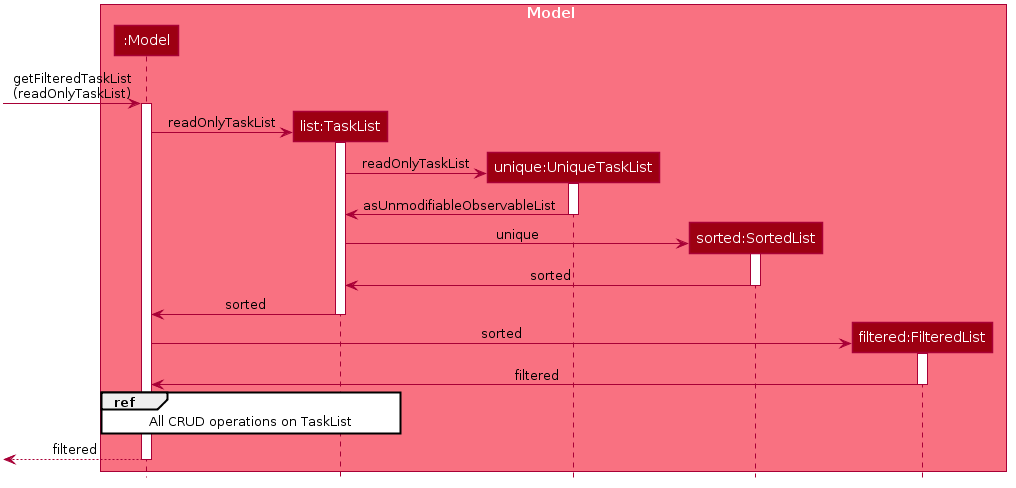 Model
:Model
getFilteredTaskList
(readOnlyTaskList)
readOnlyTaskList
list:TaskList
readOnlyTaskList
unique:UniqueTaskList
asUnmodifiableObservableList
unique
sorted:SortedList
sorted
sorted
sorted
filtered:FilteredList
filtered
ref
All CRUD operations on TaskList
filtered